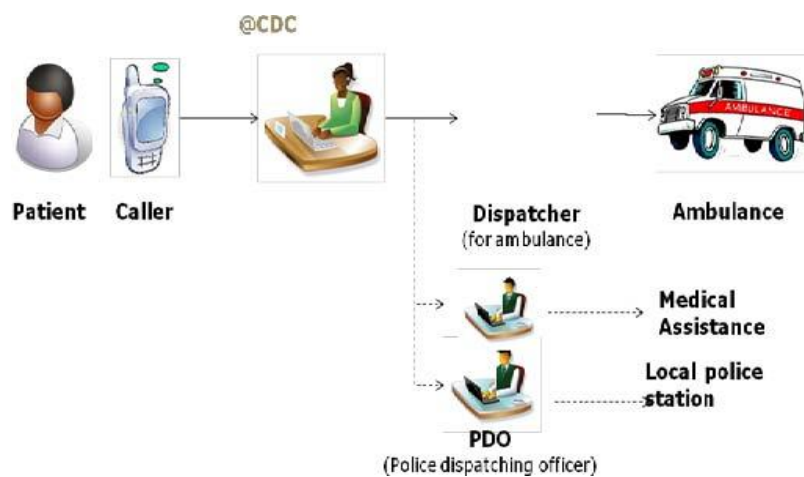 @CDC
AMBULANCE
Patient
Caller
Dispatcher
(for ambulance)
Ambulance
Medical
Assistance
Local police
station
PDO
(Police dispatching officer)